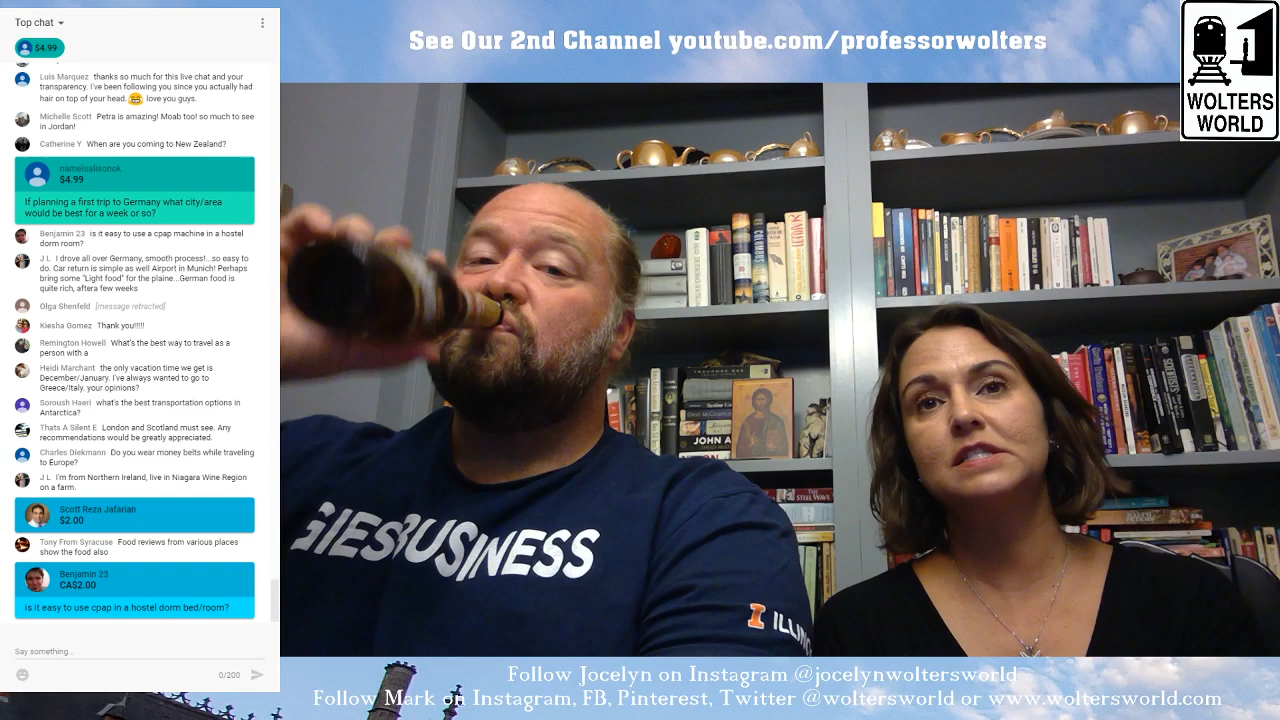 Top chat
$4.99
Luis Marquez thanks so much for this live chat and your
transparency. I've been following you since you actually had
hair on top of your head. 😁 love you guys.
Michelle Scott Petra is amazing! Moab too! so much to see
in Jordan!
Catherine Y When are you coming to New Zealand?
nameisalisonok
$4.99
If planning a first trip to Germany what city/area
would be best for a week or so?
Benjamin 23 is it easy to use a cpap machine in a hostel
dorm room?
J L I drove all over Germany, smooth process!...so easy to
do. Car return is simple as well Airport in Munich! Perhaps
bring some "Light food" for the plaine...German food is
quite rich, aftera few weeks
Olga Shenfeld [message retracted]
Kiesha Gomez Thank you!!!!!
Remington Howell What's the best way to travel as a
person with a
Heidi Marchant the only vacation time we get is
December/January. I've always wanted to go to
Greece/Italy, your opinions?
Soroush Haeri what's the best transportation options in
Antarctica?
Thats A Silent E London and Scotland must see. Any
recommendations would be greatly appreciated.
Charles Diekmann Do you wear money belts while traveling
to Europe?
J L I'm from Northern Ireland, live in Niagara Wine Region
on a farm.
Scott Reza Jafarian
$2.00
Tony From Syracuse Food reviews from various places
show the food also
Benjamin 23
CA$2.00
is it easy to use cpap in a hostel dorm bed/room?
Say something...
0/200
See Our 2nd Channel youtube.com/professorwolters
WOLTERS
WORLD
GIESBUSINESS
I ILLIN
JOHN A
THE STEEL WAVE
Follow Jocelyn on Instagram @jocelynwoltersworld
Follow Mark on Instagram, FB, Pinterest, Twitter @woltersworld or www.woltersworld.com